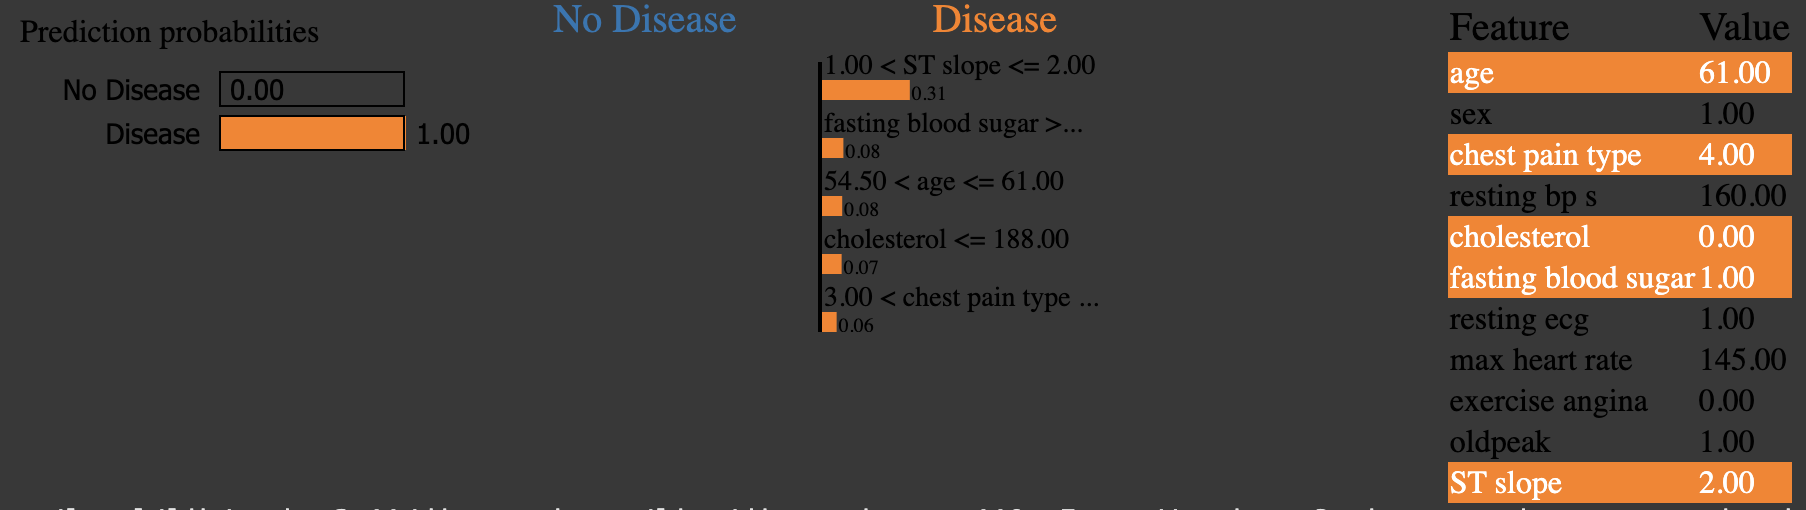 Prediction probabilities
No Disease 0.00
Disease 1.00
No Disease Disease
1.00 < ST slope <= 2.00
0.31
fasting blood sugar >...
0.08
54.50 < age <= 61.00
0.08
cholesterol <= 188.00
0.07
3.00 < chest pain type ...
0.06
Feature Value
age 61.00
sex 1.00
chest pain type 4.00
resting bp s 160.00
cholesterol 0.00
fasting blood sugar 1.00
resting ecg 1.00
max heart rate 145.00
exercise angina 0.00
oldpeak 1.00
ST slope 2.00